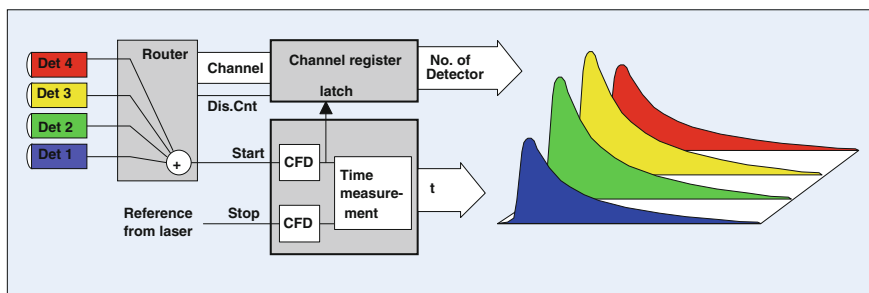 Det 4
Det 3
Det 2
Det 1
Router
+
Channel
Dis.Cnt
Channel register
latch
No. of
Detector
Start
CFD
Time
measure-
ment
t
Reference
from laser
Stop
CFD